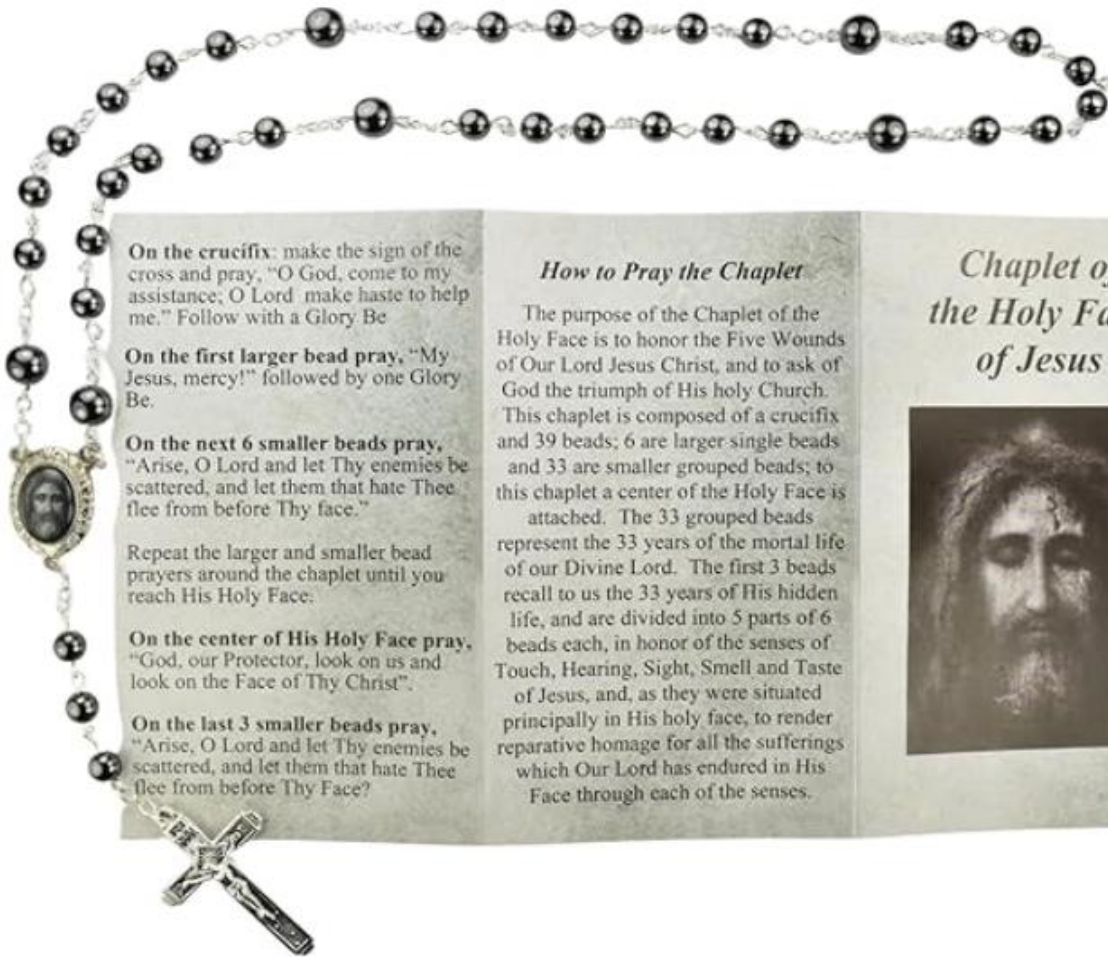 On the crucifix: make the sign of the
cross and pray, “O God, come to my
assistance; O Lord make haste to help
me.” Follow with a Glory Be
On the first larger bead pray, “My
Jesus, mercy!” followed by one Glory
Be.
On the next 6 smaller beads pray,
“Arise, O Lord and let Thy enemies be
scattered, and let them that hate Thee
flee from before Thy face.”
Repeat the larger and smaller bead
prayers around the chaplet until you
reach His Holy Face.
On the center of His Holy Face pray,
“God, our Protector, look on us and
look on the Face of Thy Christ”.
On the last 3 smaller beads pray,
“Arise, O Lord and let Thy enemies be
scattered, and let them that hate Thee
flee from before Thy Face?
How to Pray the Chaplet
The purpose of the Chaplet of the
Holy Face is to honor the Five Wounds
of Our Lord Jesus Christ, and to ask of
God the triumph of His holy Church.
This chaplet is composed of a crucifix
and 39 beads; 6 are larger single beads
and 33 are smaller grouped beads; to
this chaplet a center of the Holy Face is
attached. The 33 grouped beads
represent the 33 years of the mortal life
of our Divine Lord. The first 3 beads
recall to us the 33 years of His hidden
life, and are divided into 5 parts of 6
beads each, in honor of the senses of
Touch, Hearing, Sight, Smell and Taste
of Jesus, and, as they were situated
principally in His holy face, to render
reparative homage for all the sufferings
which Our Lord has endured in His
Face through each of the senses.
Chaplet
the Holy
of Jesus